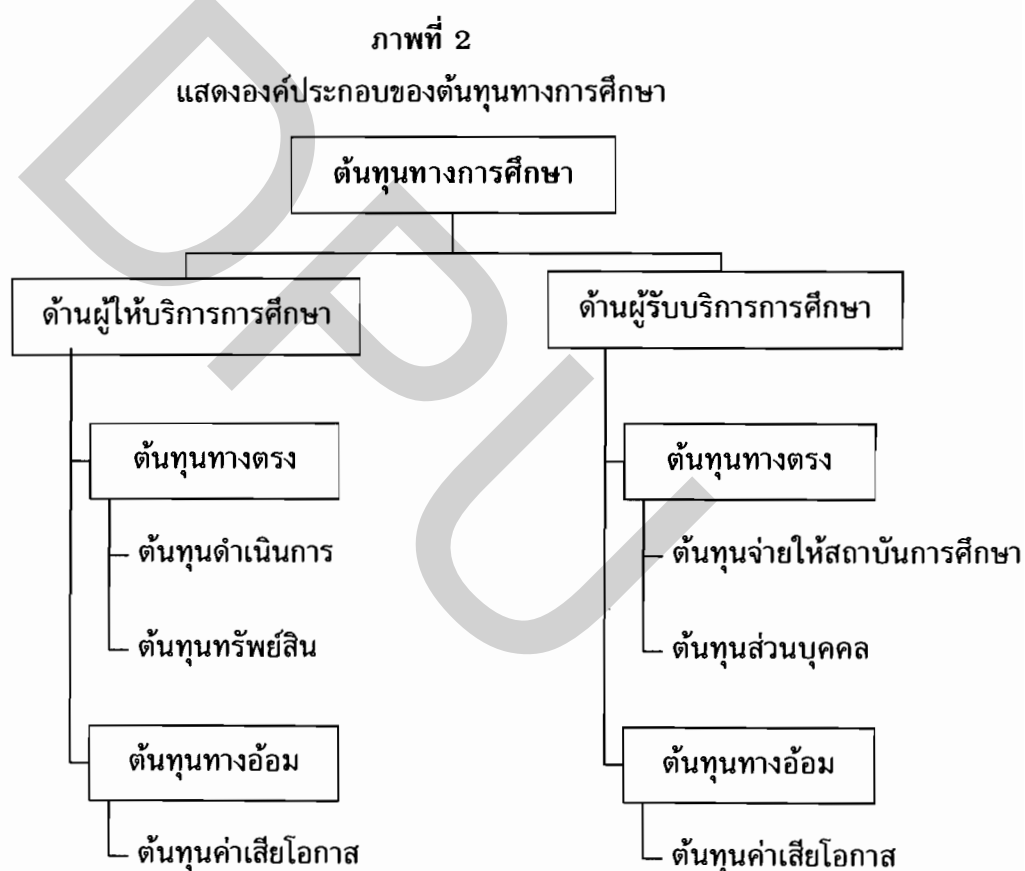 ภาพที่ 2
แสดงองค์ประกอบของต้นทุนทางการศึกษา
ต้นทุนทางการศึกษา
ด้านผู้ให้บริการการศึกษา
ต้นทุนทางตรง
ต้นทุนดำเนินการ
ต้นทุนทรัพย์สิน
ต้นทุนทางอ้อม
ต้นทุนค่าเสียโอกาส
ด้านผู้รับบริการการศึกษา
ต้นทุนทางตรง
ต้นทุนจ่ายให้สถาบันการศึกษา
ต้นทุนส่วนบุคคล
ต้นทุนทางอ้อม
ต้นทุนค่าเสียโอกาส
DPU